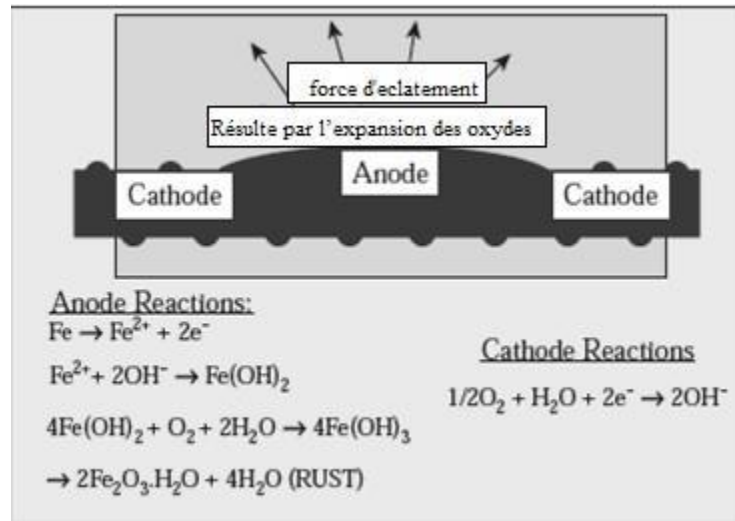 force d'eclatement
Résulte par l'expansion des oxydes
Cathode
Anode
Cathode
Anode Reactions:
Fe → Fe²⁺ + 2e⁻
Fe²⁺+ 2OH⁻ → Fe(OH)₂
4Fe(OH)₂ + O₂ + 2H₂O → 4Fe(OH)₃
→ 2Fe₂O₃.H₂O + 4H₂O (RUST)
Cathode Reactions
1/2O₂ + H₂O + 2e⁻ → 2OH⁻